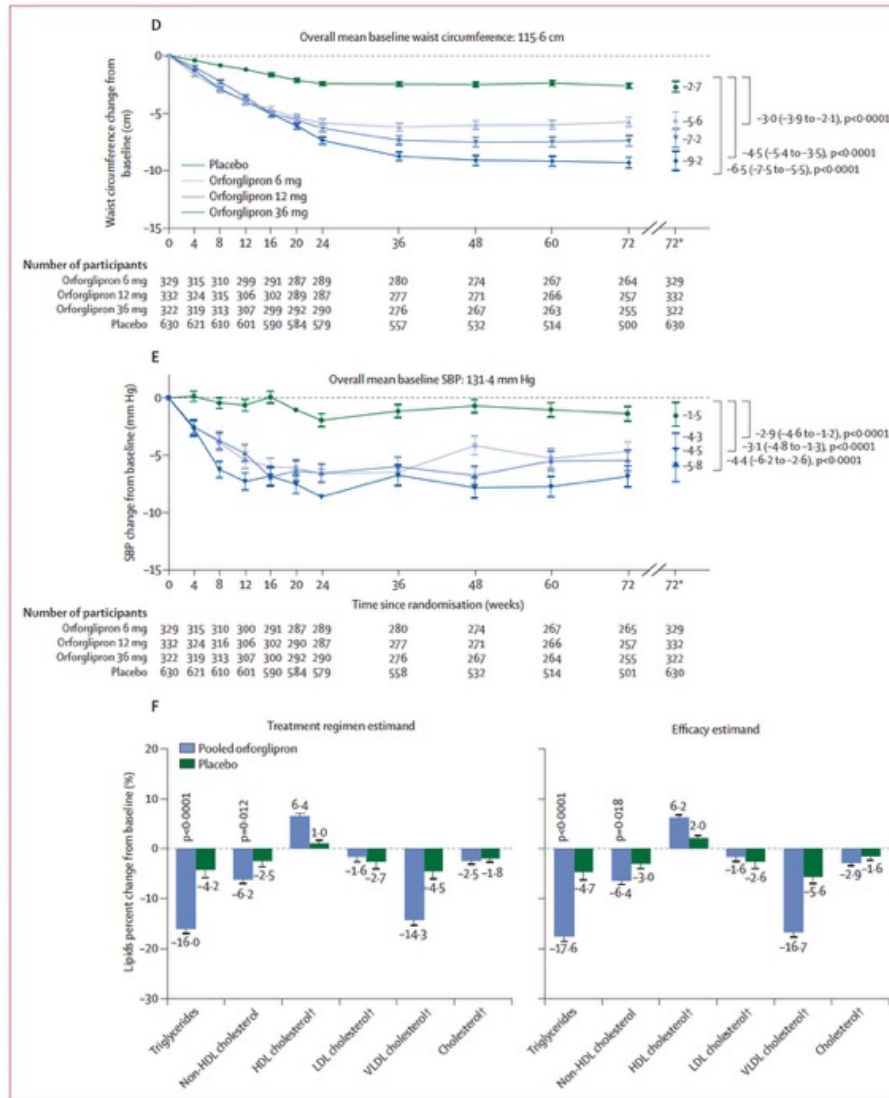 D
Overall mean baseline waist circumference: 115·6 cm
Waist circumference change from
baseline (cm)
0
−5
−10
−15
Placebo
Orforglipron 6 mg
Orforglipron 12 mg
Orforglipron 36 mg
−2·7
−5·6
−7·2
−9·2
−3·0 (−3·9 to −2·1), p<0·0001
−4·5 (−5·4 to −3·5), p<0·0001
−6·5 (−7·5 to −5·5), p<0·0001
0 4 8 12 16 20 24 36 48 60 72 72*
Number of participants
Orforglipron 6 mg 329 315 310 299 291 287 289 280 274 267 264 329
Orforglipron 12 mg 332 324 315 306 302 289 287 277 271 266 257 332
Orforglipron 36 mg 322 319 313 307 299 292 290 276 267 263 255 322
Placebo 630 621 610 601 590 584 579 557 532 514 500 630
E
Overall mean baseline SBP: 131·4 mm Hg
SBP change from baseline (mm Hg)
0
−5
−10
−15
−1·5
−4·3
−4·5
−5·8
−2·9 (−4·6 to −1·2), p<0·0001
−3·1 (−4·8 to −1·3), p<0·0001
−4·4 (−6·2 to −2·6), p<0·0001
0 4 8 12 16 20 24 36 48 60 72 72*
Time since randomisation (weeks)
Number of participants
Orforglipron 6 mg 329 315 310 300 291 287 289 280 274 267 265 329
Orforglipron 12 mg 332 324 316 306 302 290 287 277 271 266 257 332
Orforglipron 36 mg 322 319 313 307 300 292 290 276 267 264 255 322
Placebo 630 621 610 601 590 584 579 558 532 514 501 630
F
Treatment regimen estimand
Lipids percent change from baseline (%)
20
10
0
−10
−20
−30
Pooled orforglipron
Placebo
p<0·0001
p=0·012
−16·0
−4·2
−6·2
−2·5
6·4
1·0
−1·6
−2·7
−14·3
−4·5
−2·5
−1·8
Triglycerides
Non-HDL cholesterol
HDL cholesterol†
LDL cholesterol†
VLDL cholesterol†
Cholesterol†
Efficacy estimand
p<0·0001
p=0·018
−17·6
−4·7
−6·4
−3·0
6·2
2·0
−1·6
−2·6
−16·7
−5·6
−2·9
−1·6
Triglycerides
Non-HDL cholesterol
HDL cholesterol†
LDL cholesterol†
VLDL cholesterol†
Cholesterol†